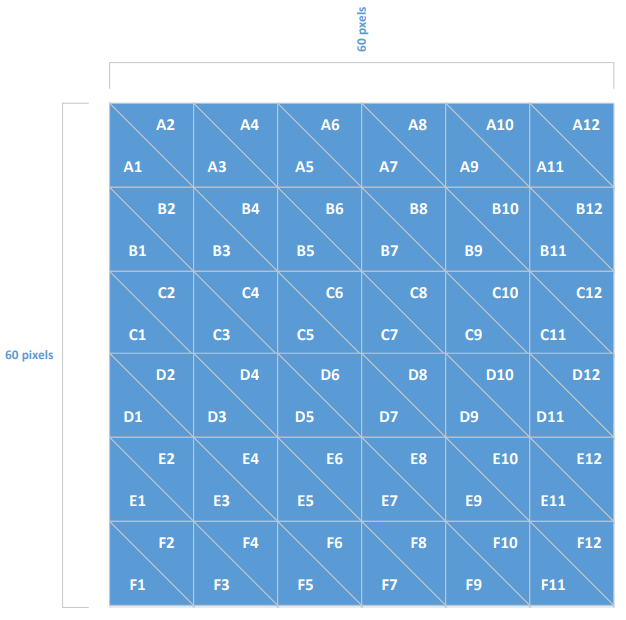 60 pxels
A2 A4 A6 A8 A10 A12
A1 A3 A5 A7 A9 A11
B2 B4 B6 B8 B10 B12
B1 B3 B5 B7 B9 B11
C2 C4 C6 C8 C10 C12
C1 C3 C5 C7 C9 C11
60 pixels
D2 D4 D6 D8 D10 D12
D1 D3 D5 D7 D9 D11
E2 E4 E6 E8 E10 E12
E1 E3 E5 E7 E9 E11
F2 F4 F6 F8 F10 F12
F1 F3 F5 F7 F9 F11